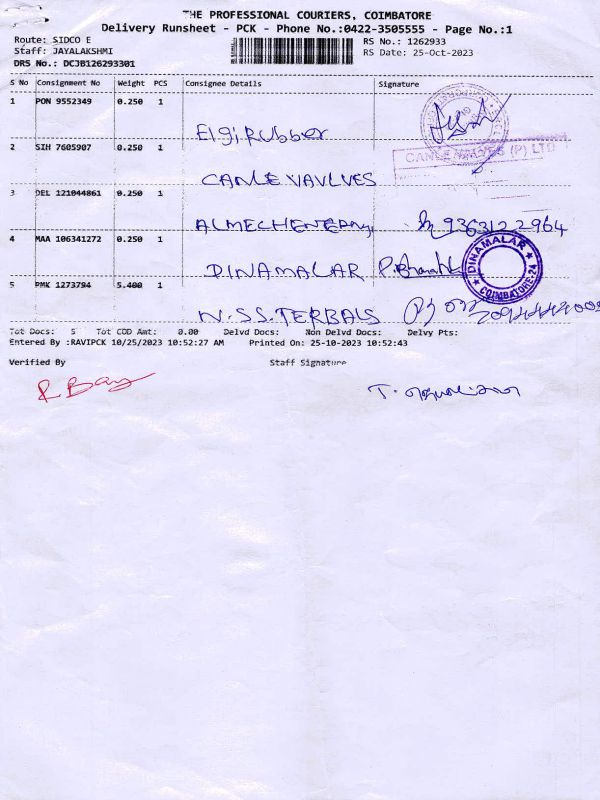 THE PROFESSIONAL COURIERS, COIMBATORE
Delivery Runsheet - PCK - Phone No.:0422-3505555 - Page No.:1
Route: SIDCO E
RS No.: 1262933
Staff: JAYALAKSHMI
RS Date: 25-Oct-2023
DRS No.: DCJB126293301
S No Consignment No Weight PCS Consignee Details Signature
1 PON 9552349 0.250 1
Elgi Rubber
2 SIH 7605907 0.250 1
CANLE VAVLVES (P) LTD
CANLE VAVLVES
3 DEL 121044861 0.250 1
9363122964
4 MAA 106341272 0.250 1
DINAMALAR
DINAMALAR
COIMBATORE-24
5 PMK 1273794 5.400 1
N.SS.TERBALS
Tot Docs: 5 Tot COD Amt: 0.00 Delvd Docs: Non Delvd Docs: Delvy Pts:
Entered By :RAVIPCK 10/25/2023 10:52:27 AM Printed On: 25-10-2023 10:52:43
Verified By Staff Signature